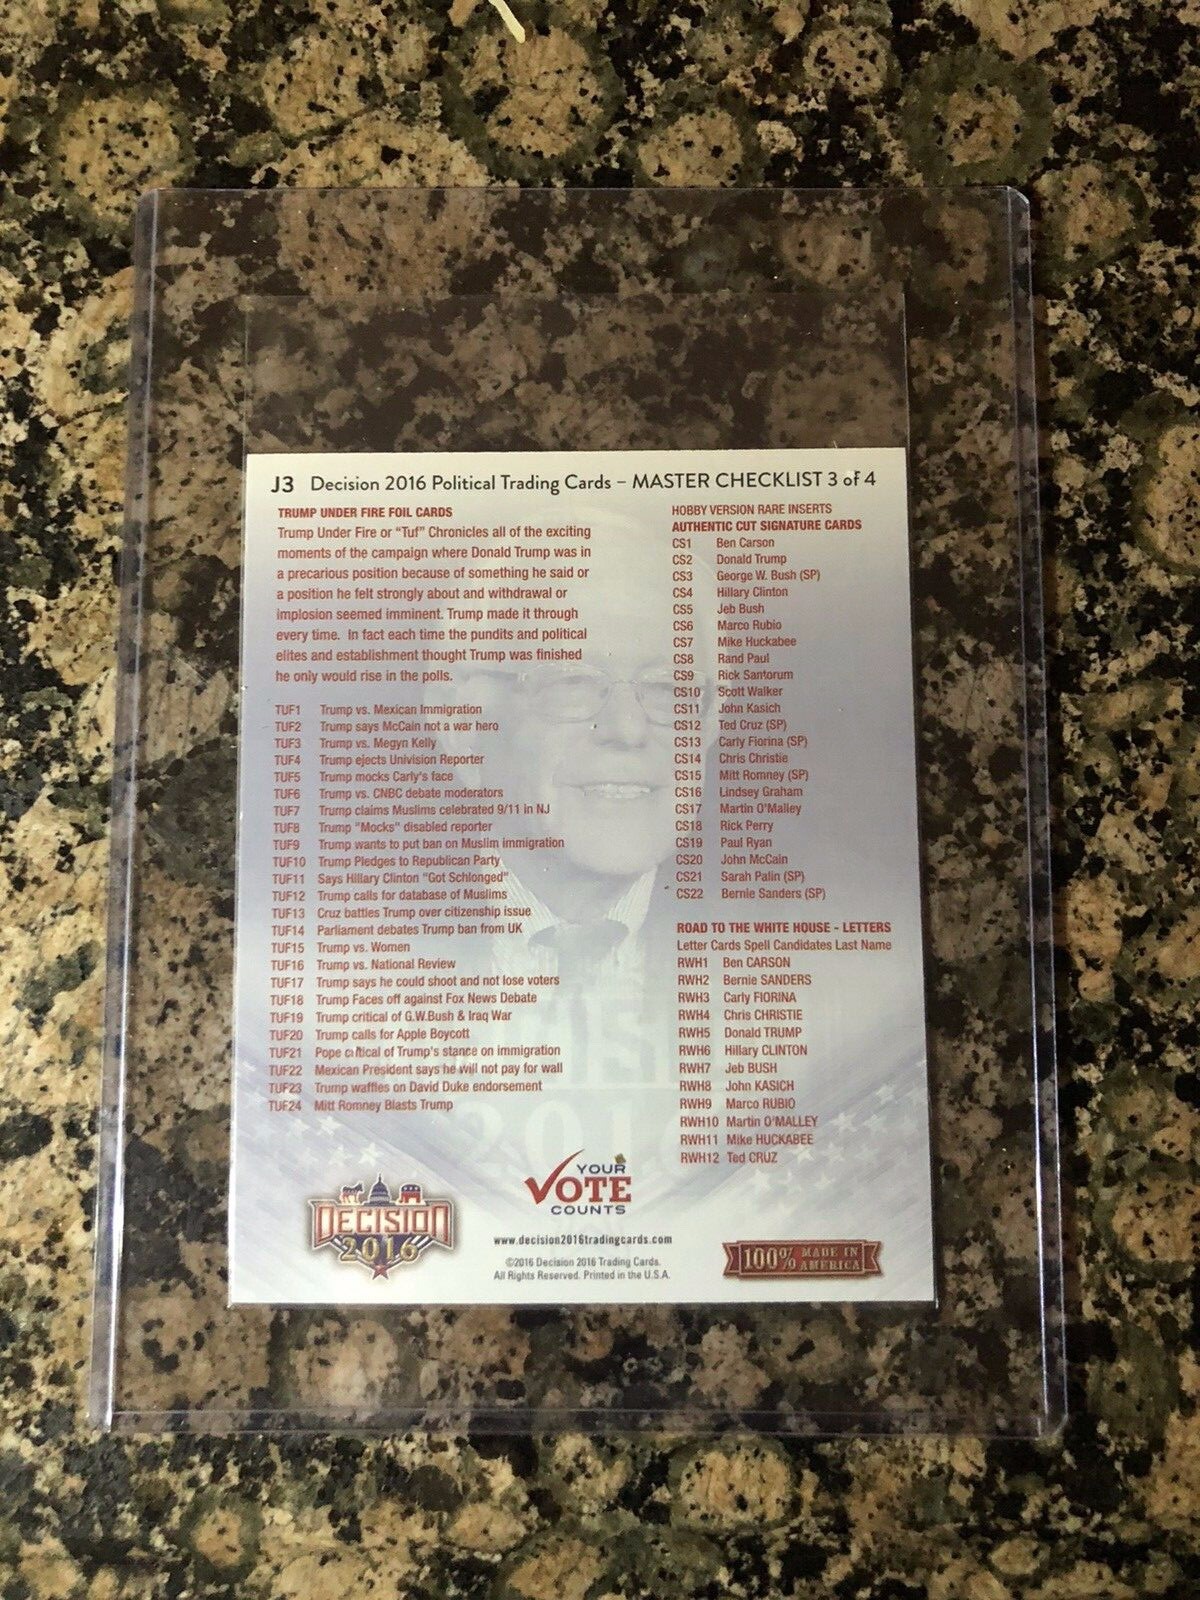 J3 Decision 2016 Political Trading Cards – MASTER CHECKLIST 3 of 4
TRUMP UNDER FIRE FOIL CARDS
Trump Under Fire or “Tuf” Chronicles all of the exciting
moments of the campaign where Donald Trump was in
a precarious position because of something he said or
a position he felt strongly about and withdrawal or
implosion seemed imminent. Trump made it through
every time. In fact each time the pundits and political
elites and establishment thought Trump was finished
he only would rise in the polls.
TUF1 Trump vs. Mexican Immigration
TUF2 Trump says McCain not a war hero
TUF3 Trump vs. Megyn Kelly
TUF4 Trump ejects Univision Reporter
TUF5 Trump mocks Carly's face
TUF6 Trump vs. CNBC debate moderators
TUF7 Trump claims Muslims celebrated 9/11 in NJ
TUF8 Trump "Mocks" disabled reporter
TUF9 Trump wants to put ban on Muslim immigration
TUF10 Trump Pledges to Republican Party
TUF11 Says Hillary Clinton "Got Schlonged"
TUF12 Trump calls for database of Muslims
TUF13 Cruz battles Trump over citizenship issue
TUF14 Parliament debates Trump ban from UK
TUF15 Trump vs. Women
TUF16 Trump vs. National Review
TUF17 Trump says he could shoot and not lose voters
TUF18 Trump Faces off against Fox News Debate
TUF19 Trump critical of G.W.Bush & Iraq War
TUF20 Trump calls for Apple Boycott
TUF21 Pope critical of Trump's stance on immigration
TUF22 Mexican President says he will not pay for wall
TUF23 Trump waffles on David Duke endorsement
TUF24 Mitt Romney Blasts Trump
HOBBY VERSION RARE INSERTS
AUTHENTIC CUT SIGNATURE CARDS
CS1 Ben Carson
CS2 Donald Trump
CS3 George W. Bush (SP)
CS4 Hillary Clinton
CS5 Jeb Bush
CS6 Marco Rubio
CS7 Mike Huckabee
CS8 Rand Paul
CS9 Rick Santorum
CS10 Scott Walker
CS11 John Kasich
CS12 Ted Cruz (SP)
CS13 Carly Fiorina (SP)
CS14 Chris Christie
CS15 Mitt Romney (SP)
CS16 Lindsey Graham
CS17 Martin O'Malley
CS18 Rick Perry
CS19 Paul Ryan
CS20 John McCain
CS21 Sarah Palin (SP)
CS22 Bernie Sanders (SP)
ROAD TO THE WHITE HOUSE - LETTERS
Letter Cards Spell Candidates Last Name
RWH1 Ben CARSON
RWH2 Bernie SANDERS
RWH3 Carly FIORINA
RWH4 Chris CHRISTIE
RWH5 Donald TRUMP
RWH6 Hillary CLINTON
RWH7 Jeb BUSH
RWH8 John KASICH
RWH9 Marco RUBIO
RWH10 Martin O'MALLEY
RWH11 Mike HUCKABEE
RWH12 Ted CRUZ
DECISION
2016
YOUR
VOTE
COUNTS
www.decision2016tradingcards.com
©2016 Decision 2016 Trading Cards.
All Rights Reserved. Printed in the U.S.A.
100% MADE IN
AMERICA